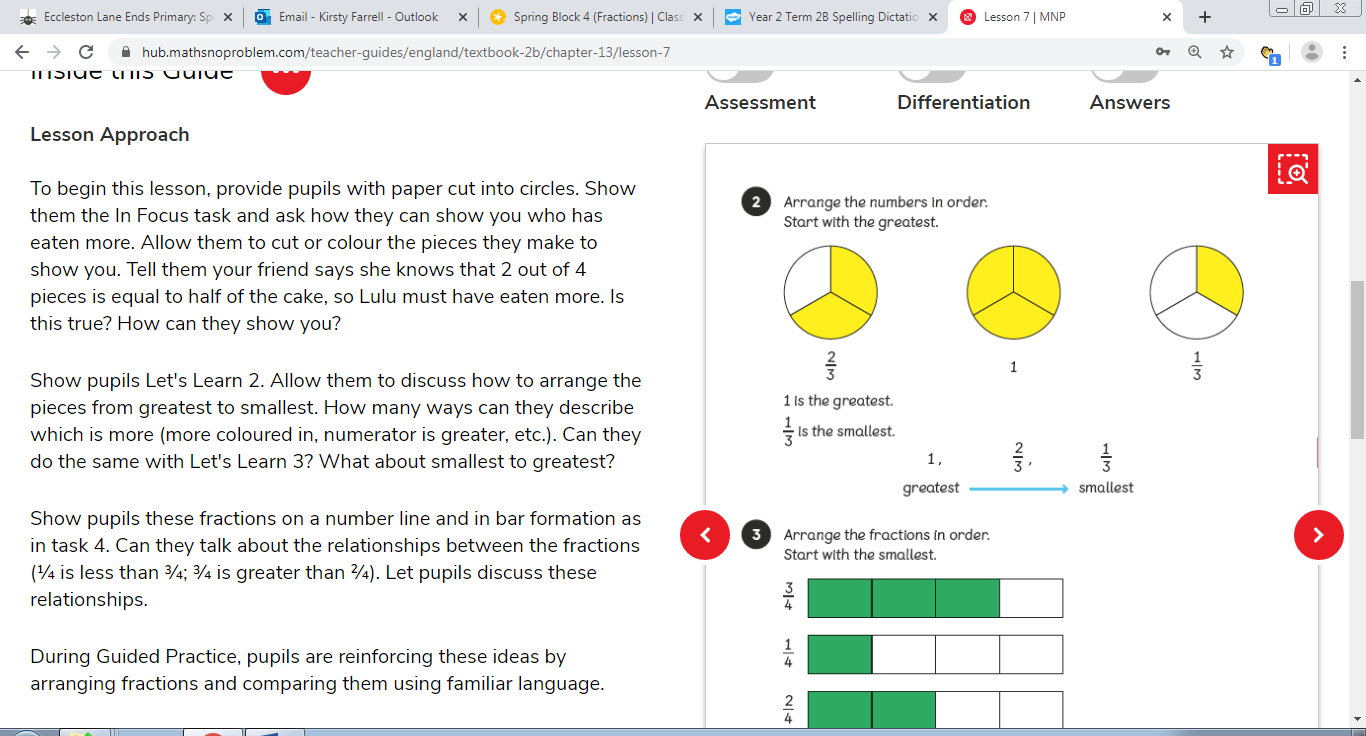 Eccleston Lane Ends Primary: Sp
Email - Kirsty Farrell - Outlook
Spring Block 4 (Fractions) | Class
Year 2 Term 2B Spelling Dictatio
Lesson 7 | MNP
hub.mathsnoproblem.com/teacher-guides/england/textbook-2b/chapter-13/lesson-7
1
Inside this Guide
Assessment
Differentiation
Answers
Lesson Approach
To begin this lesson, provide pupils with paper cut into circles. Show
them the In Focus task and ask how they can show you who has
eaten more. Allow them to cut or colour the pieces they make to
show you. Tell them your friend says she knows that 2 out of 4
pieces is equal to half of the cake, so Lulu must have eaten more. Is
this true? How can they show you?
Show pupils Let's Learn 2. Allow them to discuss how to arrange the
pieces from greatest to smallest. How many ways can they describe
which is more (more coloured in, numerator is greater, etc.). Can they
do the same with Let's Learn 3? What about smallest to greatest?
Show pupils these fractions on a number line and in bar formation as
in task 4. Can they talk about the relationships between the fractions
(¼ is less than ¾; ¾ is greater than 2⁄4). Let pupils discuss these
relationships.
During Guided Practice, pupils are reinforcing these ideas by
arranging fractions and comparing them using familiar language.
2 Arrange the numbers in order.
Start with the greatest.
2/3 1 1/3
1 is the greatest.
1/3 is the smallest.
1, 2/3, 1/3
greatest smallest
3 Arrange the fractions in order.
Start with the smallest.
3/4
1/4
2/4